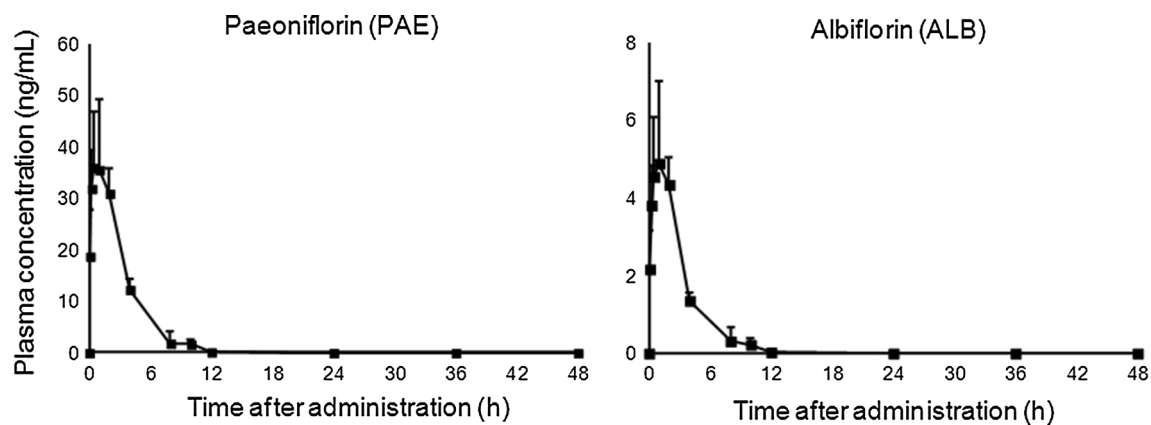 Paeoniflorin (PAE)
Plasma concentration (ng/mL)
60
50
40
30
20
10
0
0 6 12 18 24 30 36 42 48
Time after administration (h)
Albiflorin (ALB)
8
6
4
2
0
0 6 12 18 24 30 36 42 48
Time after administration (h)